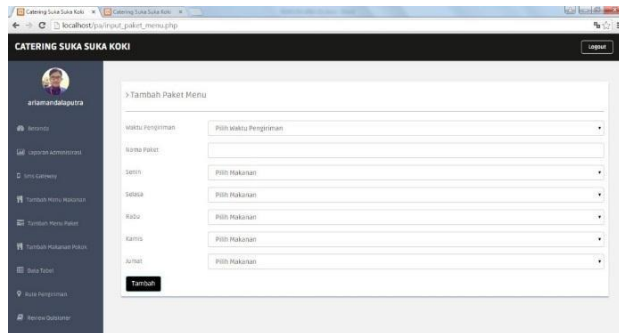 Catering Suka Suka Koki
Catering Suka Suka Koki
localhost/pa/input_paket_menu.php
CATERING SUKA SUKA KOKI
Logout
ariamandalaputra
Beranda
Laporan Administrasi
Sms Gateway
Tambah Menu Makanan
Tambah Menu Paket
Tambah Makanan Pokok
Data Tabel
Rute Pengiriman
Review Customer
>Tambah Paket Menu
Waktu Pengiriman
Pilih Waktu Pengiriman
Nama Paket
Senin
Pilih Makanan
Selasa
Pilih Makanan
Rabu
Pilih Makanan
Kamis
Pilih Makanan
Jumat
Pilih Makanan
Tambah